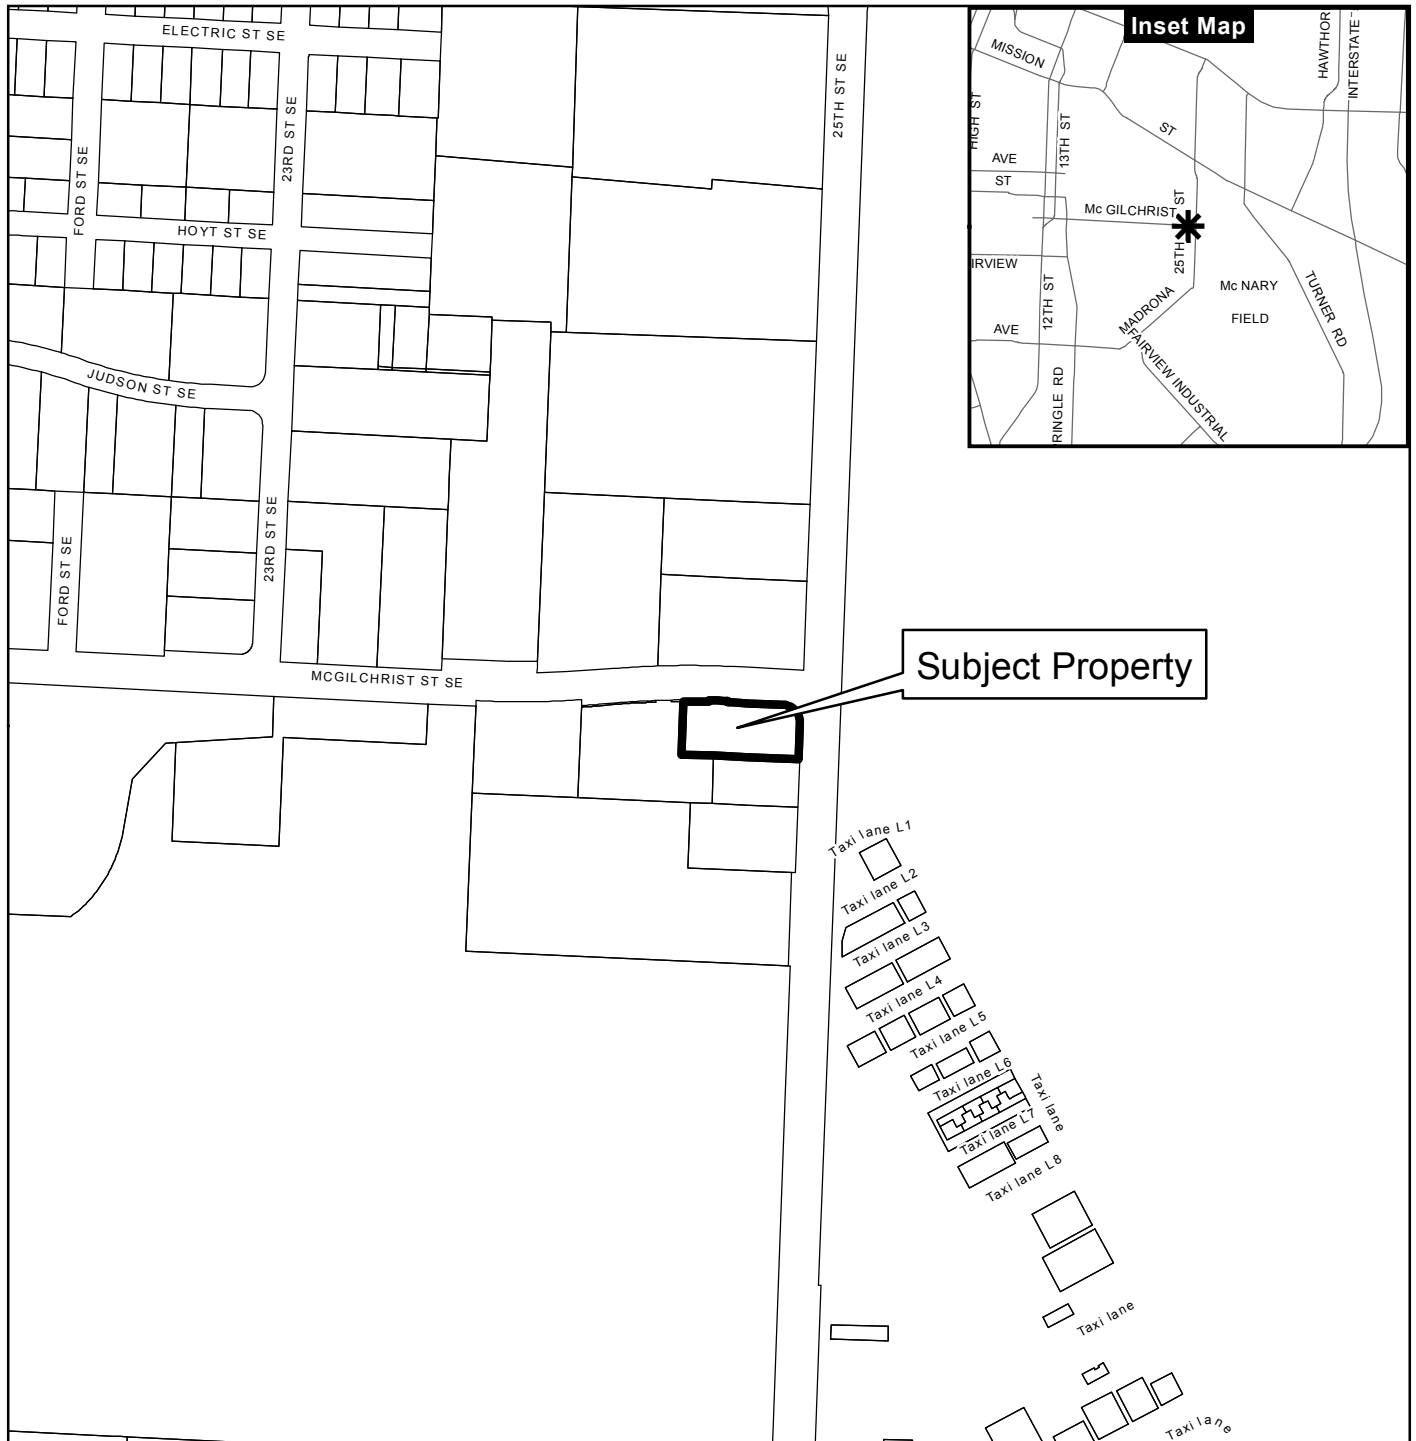 ELECTRIC ST SE
25TH ST SE
23RD ST SE
FORD ST SE
HOYT ST SE
JUDSON ST SE
23RD ST SE
FORD ST SE
MCGILCHRIST ST SE
Subject Property
Taxi lane L1
Taxi lane L2
Taxi lane L3
Taxi lane L4
Taxi lane L5
Taxi lane L6
Taxi lane
Taxi lane L7
Taxi lane L8
Taxi lane
Taxi lane
Inset Map
MISSION
HAWTHOR
INTERSTATE
HIGH ST
13TH ST
ST
AVE
ST
Mc GILCHRIST
25TH ST
IRVIEW
12TH ST
MADRONA
Mc NARY
FIELD
TURNER RD
AVE
FAIRVIEW INDUSTRIAL
RINGLE RD